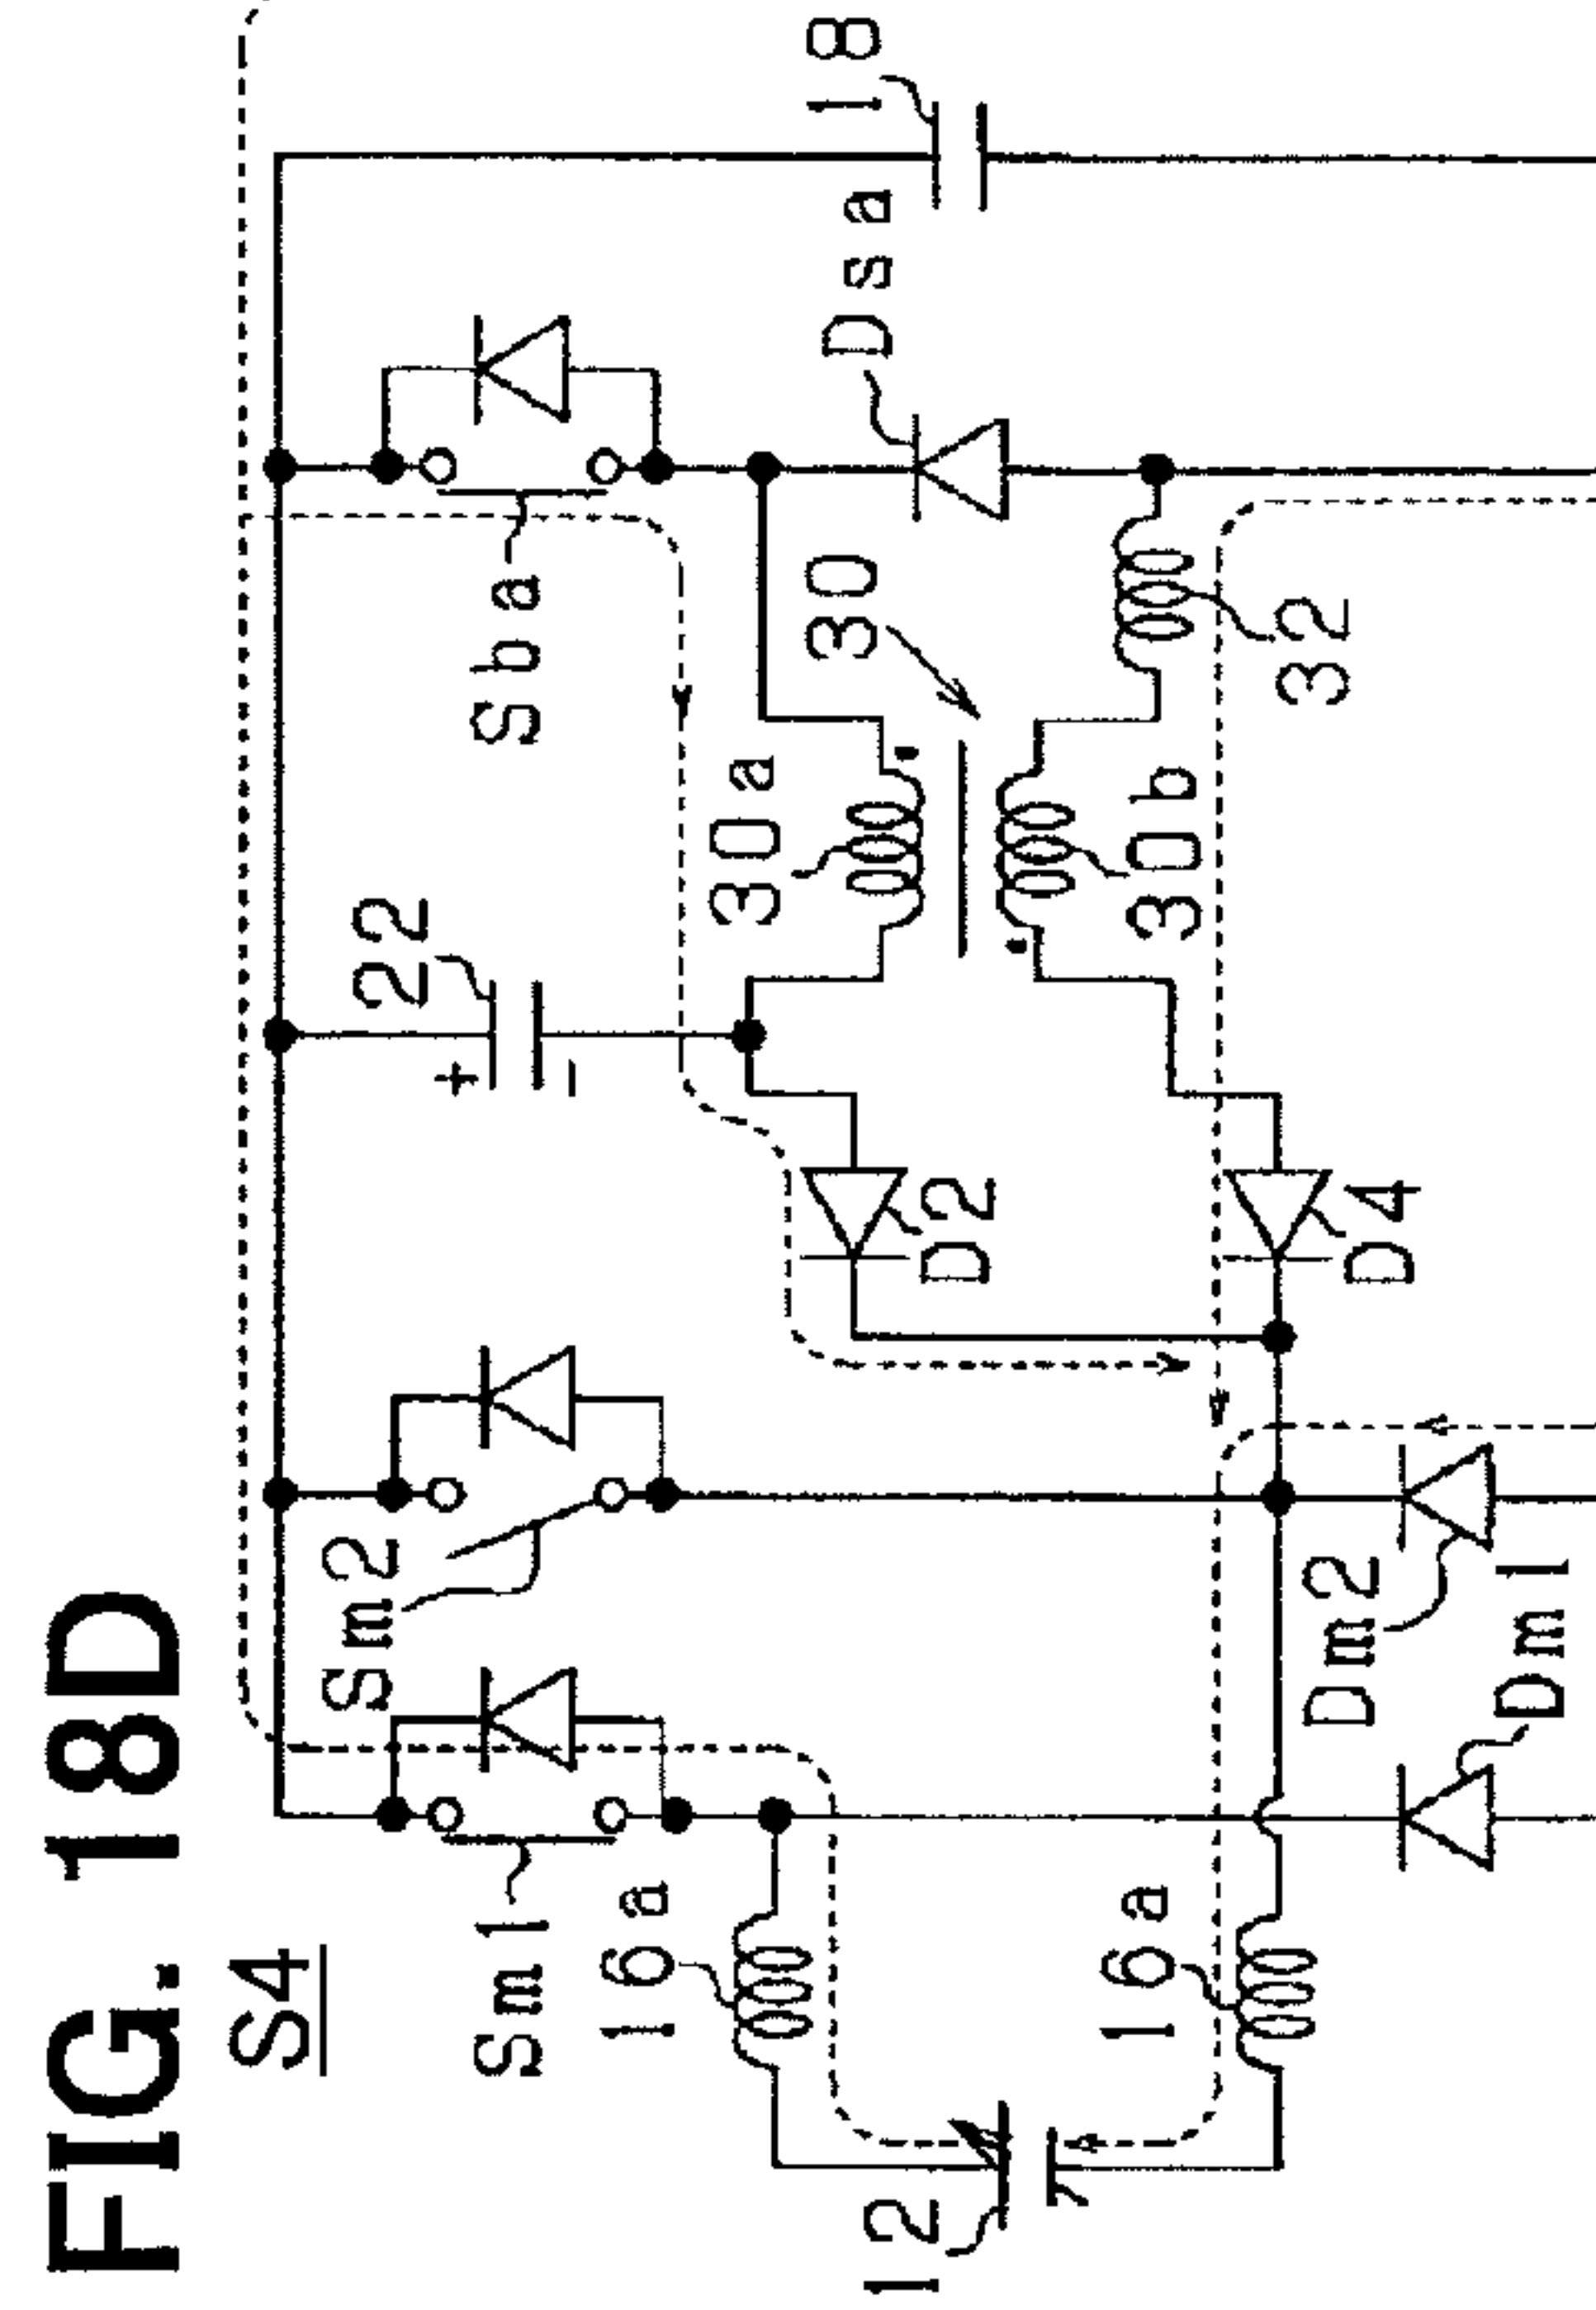 FIG. 18D
S4
Sm1
Sm2
22
+
-
Sba
18
Dsa
16a
30a
30
12
D2
30b
32
16a
D4
Dm2
Dm1